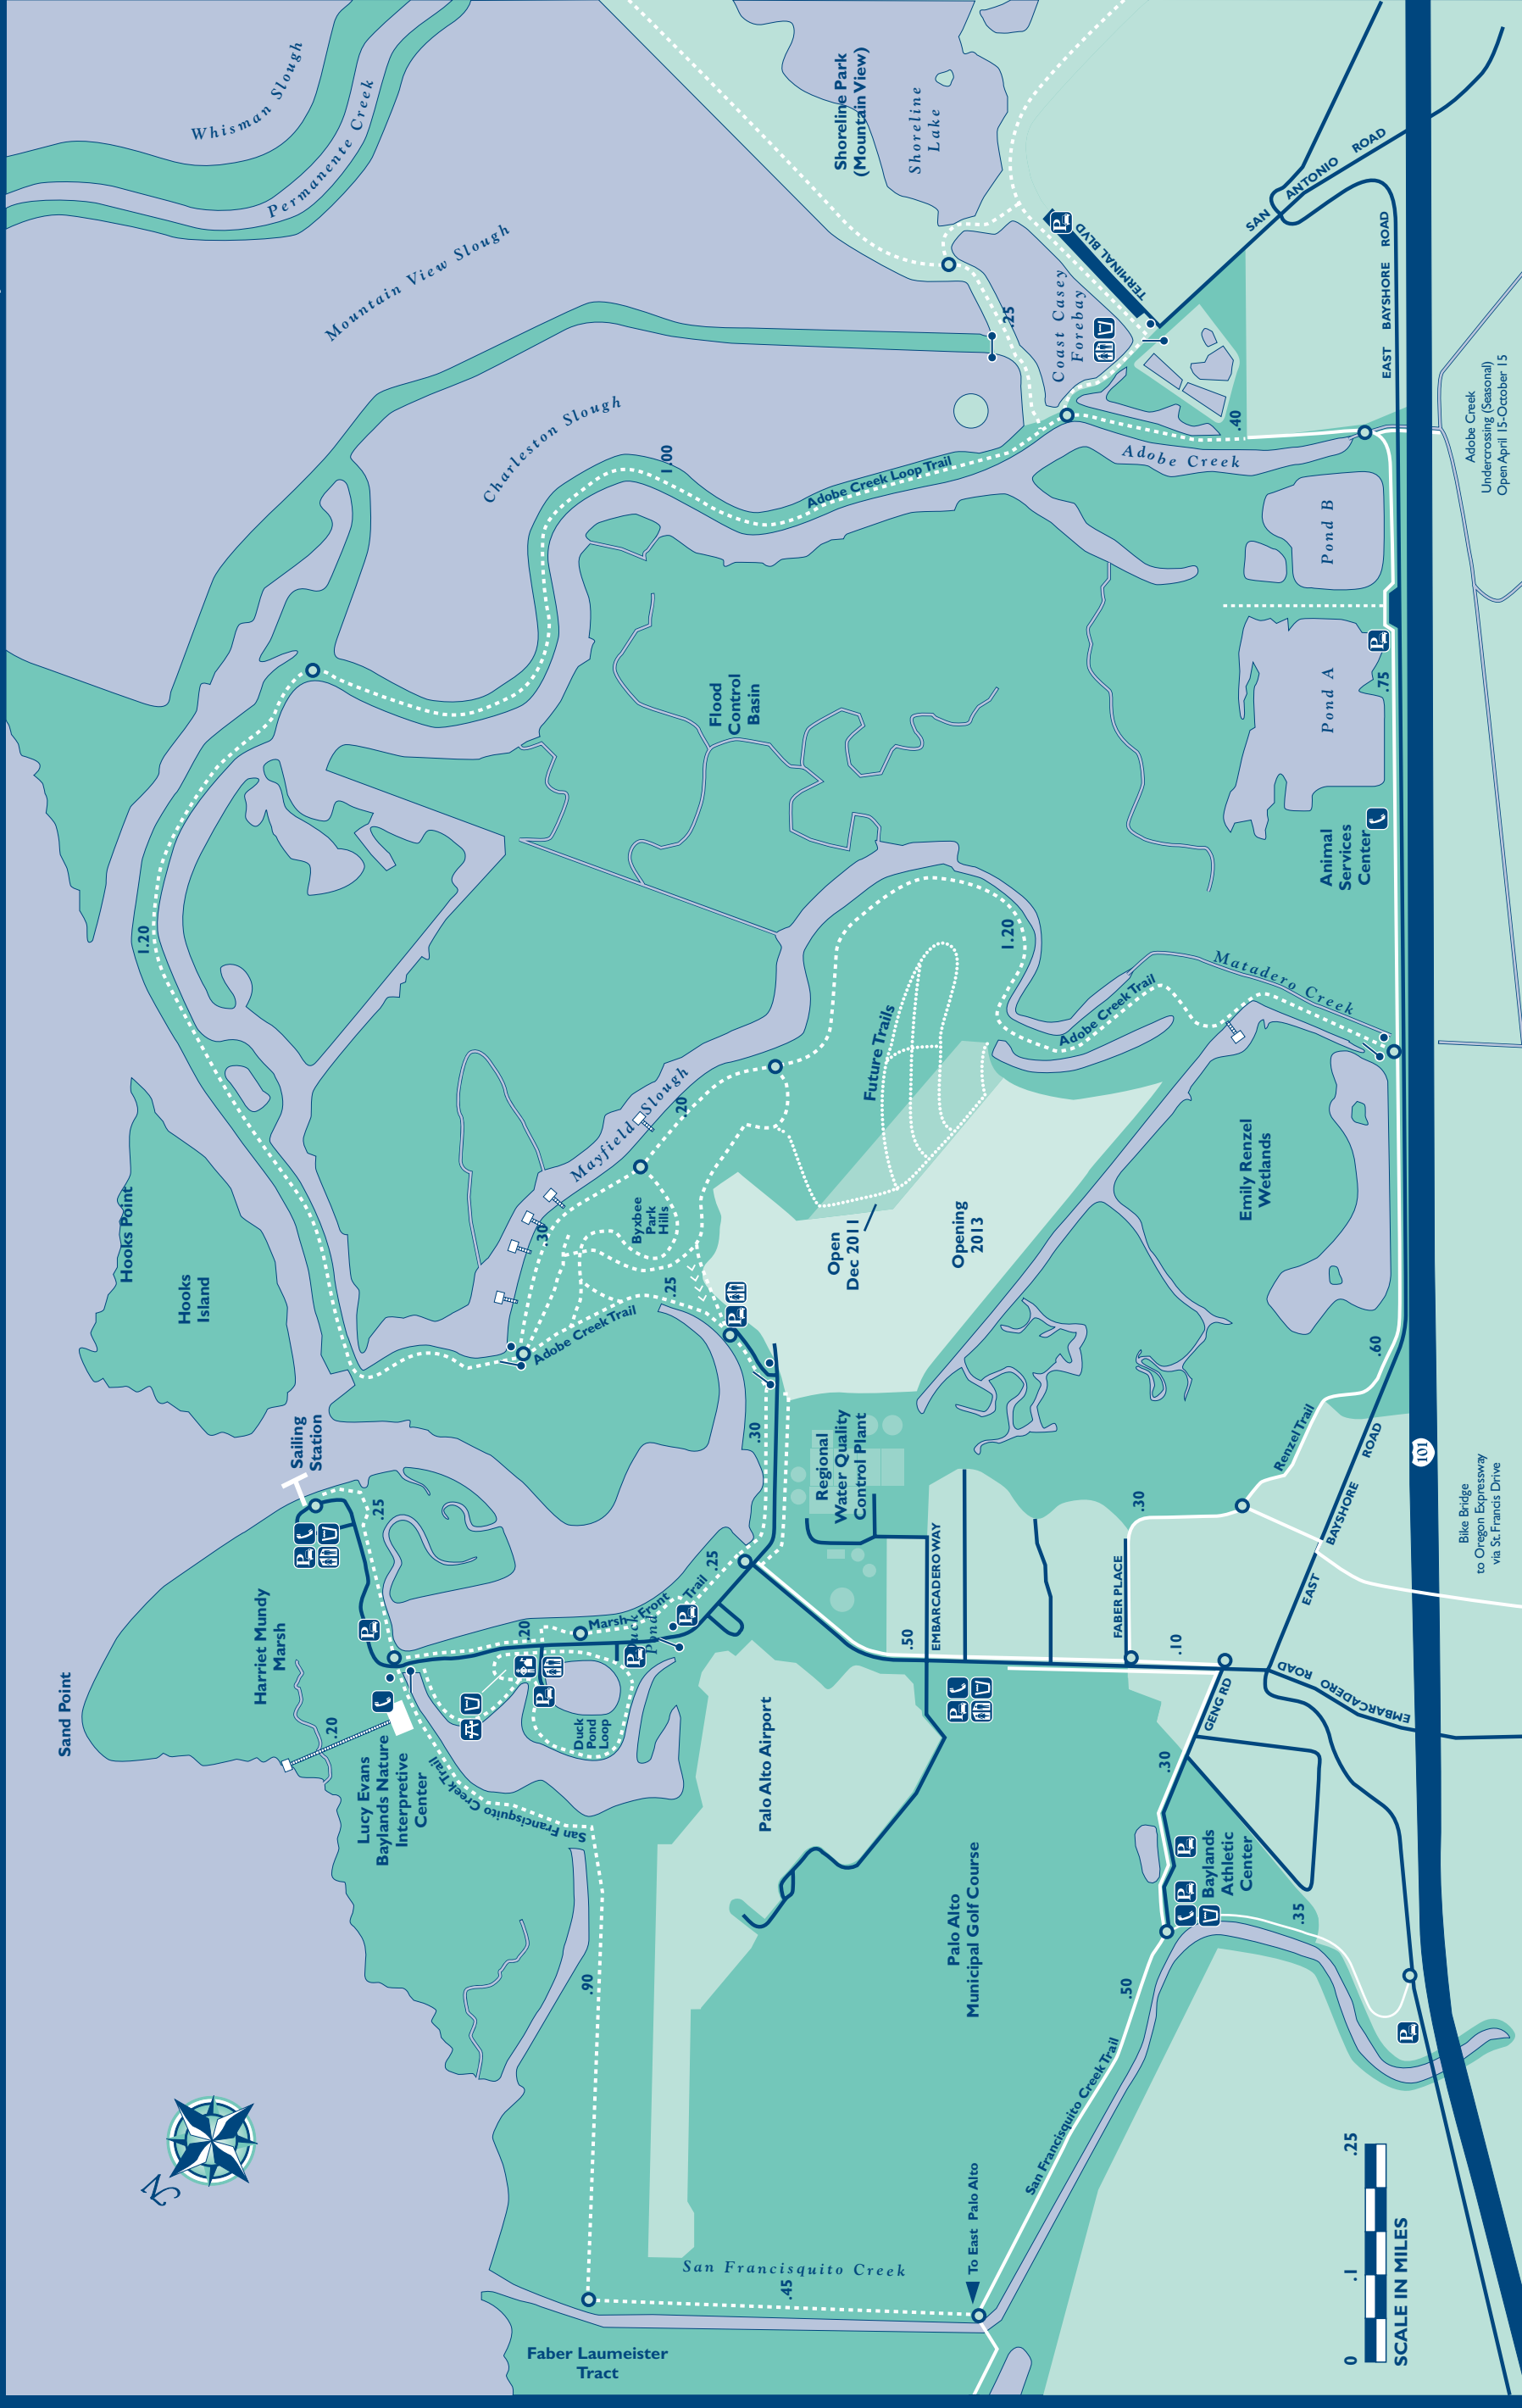 Whisman Slough
Permanente Creek
Mountain View Slough
Charleston Slough
Shoreline Park
(Mountain View)
Shoreline
Lake
TERMINAL BLVD
SAN ANTONIO ROAD
EAST BAYSHORE ROAD
Coast Casey
Forebay
.25
.40
Adobe Creek
Adobe Creek
Undercrossing (Seasonal)
Open April 15-October 15
1.00
Adobe Creek Loop Trail
Pond B
Pond A
.75
Flood
Control
Basin
Animal
Services
Center
1.20
1.20
Future Trails
Adobe Creek Trail
Matadero Creek
Mayfield Slough
.20
.30
Byxbee
Park
Hills
.25
Adobe Creek Trail
Open
Dec 2011
Opening
2013
Emily Renzel
Wetlands
Hooks Point
Hooks
Island
.60
Renzel Trail
EAST BAYSHORE ROAD
101
Bike Bridge
to Oregon Expressway
via St. Francis Drive
Sailing
Station
.25
.30
Regional
Water Quality
Control Plant
Harriet Mundy
Marsh
Sand Point
.20
.25
Marsh Front Trail
Duck
Pond
.20
EMBARCADERO WAY
.50
FABER PLACE
.30
.10
EMBARCADERO ROAD
GENG RD
.30
Lucy Evans
Baylands Nature
Interpretive
Center
Duck
Pond
Loop
San Francisquito Creek Trail
Palo Alto Airport
Palo Alto
Municipal Golf Course
Baylands
Athletic
Center
.35
.50
.90
San Francisquito Creek Trail
To East Palo Alto
San Francisquito Creek
.45
Faber Laumeister
Tract
N
0
.1
.25
SCALE IN MILES
P
P
P
P
P
P
P
P
P
P
P
P